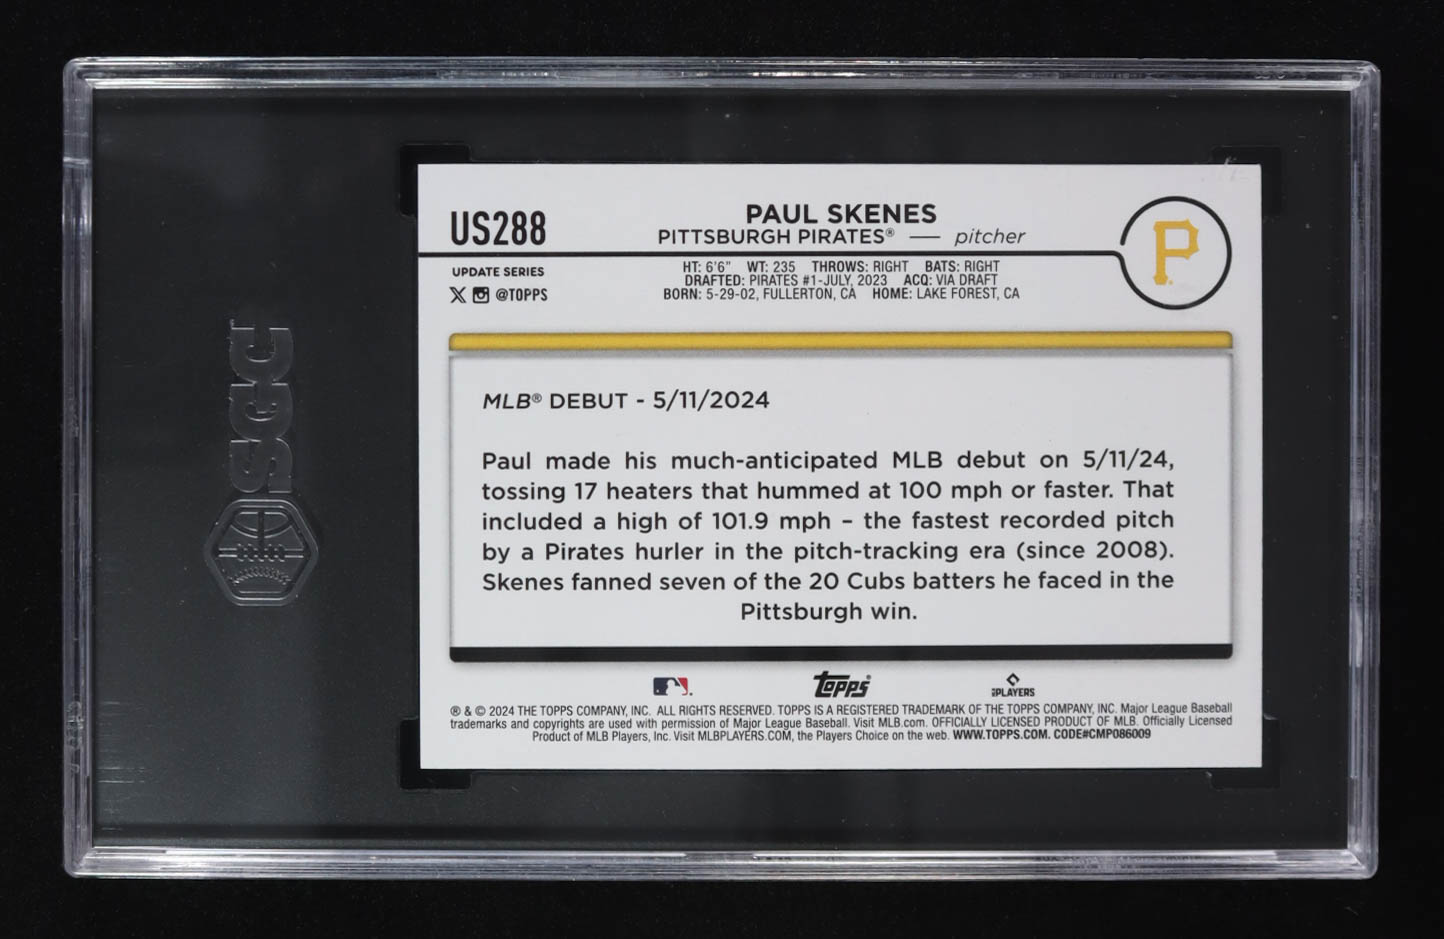 US288
PAUL SKENES
PITTSBURGH PIRATES® — pitcher
P
UPDATE SERIES
@TOPPS
HT: 6'6" WT: 235 THROWS: RIGHT BATS: RIGHT
DRAFTED: PIRATES #1-JULY, 2023 ACQ: VIA DRAFT
BORN: 5-29-02, FULLERTON, CA HOME: LAKE FOREST, CA
SGC
MLB® DEBUT - 5/11/2024
Paul made his much-anticipated MLB debut on 5/11/24,
tossing 17 heaters that hummed at 100 mph or faster. That
included a high of 101.9 mph – the fastest recorded pitch
by a Pirates hurler in the pitch-tracking era (since 2008).
Skenes fanned seven of the 20 Cubs batters he faced in the
Pittsburgh win.
Topps®
PLAYERS
® & © 2024 THE TOPPS COMPANY, INC. ALL RIGHTS RESERVED. TOPPS IS A REGISTERED TRADEMARK OF THE TOPPS COMPANY, INC. Major League Baseball
trademarks and copyrights are used with permission of Major League Baseball. Visit MLB.com. OFFICIALLY LICENSED PRODUCT OF MLB. Officially Licensed
Product of MLB Players, Inc. Visit MLBPLAYERS.COM, the Players Choice on the web. WWW.TOPPS.COM. CODE#CMP086009